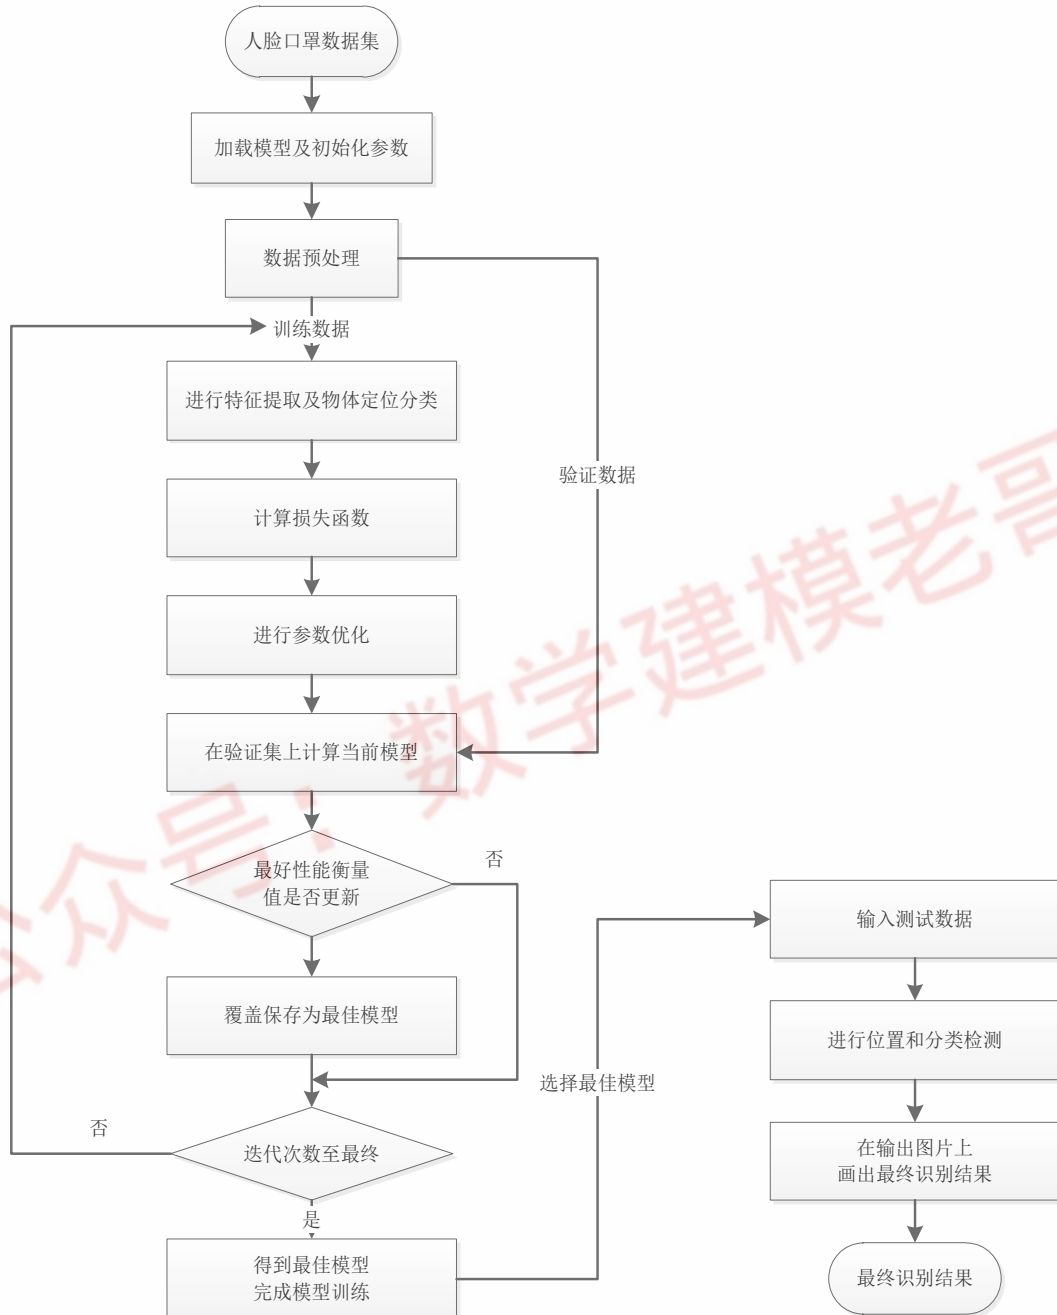 人脸口罩数据集
加载模型及初始化参数
数据预处理
训练数据
进行特征提取及物体定位分类
验证数据
计算损失函数
进行参数优化
在验证集上计算当前模型
最好性能衡量
值是否更新
否
覆盖保存为最佳模型
否
迭代次数至最终
是
得到最佳模型
完成模型训练
选择最佳模型
输入测试数据
进行位置和分类检测
在输出图片上
画出最终识别结果
最终识别结果
公众号：数学建模老哥